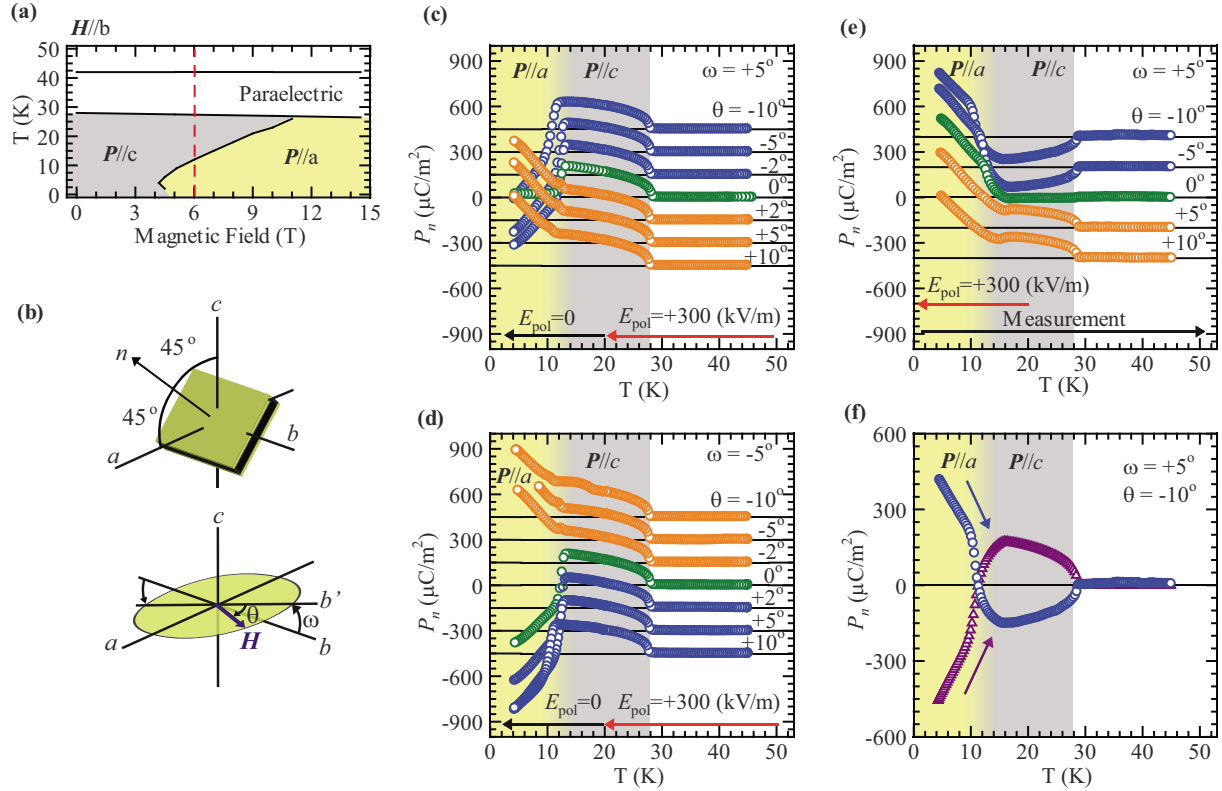 (a)
H//b
50
40
30
20
10
0
T (K)
Paraelectric
P//c
P//a
0
3
6
9
12
15
Magnetic Field (T)
(b)
c
45°
n
45°
a
b
c
b'
θ
ω
H
a
b
(c)
P//a
P//c
ω = +5°
θ = -10°
-5°
-2°
0°
+2°
+5°
+10°
900
600
300
0
-300
-600
-900
Pn (µC/m²)
Epol=0
Epol=+300 (kV/m)
0 10 20 30 40 50
T (K)
(d)
P//a
P//c
ω = -5°
θ = -10°
-5°
-2°
0°
+2°
+5°
+10°
900
600
300
0
-300
-600
-900
Pn (µC/m²)
Epol=0
Epol=+300 (kV/m)
0 10 20 30 40 50
T (K)
(e)
P//a
P//c
ω = +5°
θ = -10°
-5°
0°
+5°
+10°
900
600
300
0
-300
-600
-900
Pn (µC/m²)
Epol=+300 (kV/m)
Measurement
0 10 20 30 40 50
T (K)
(f)
P//a
P//c
ω = +5°
θ = -10°
600
300
0
-300
-600
Pn (µC/m²)
0 10 20 30 40 50
T (K)